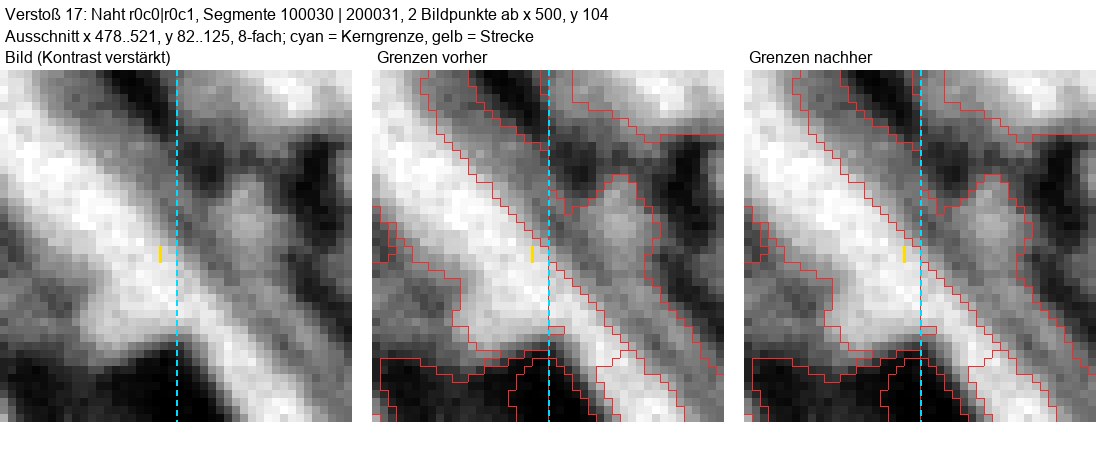 Verstoß 17: Naht r0c0|r0c1, Segmente 100030 | 200031, 2 Bildpunkte ab x 500, y 104
Ausschnitt x 478..521, y 82..125, 8-fach; cyan = Kerngrenze, gelb = Strecke
Bild (Kontrast verstärkt) Grenzen vorher Grenzen nachher